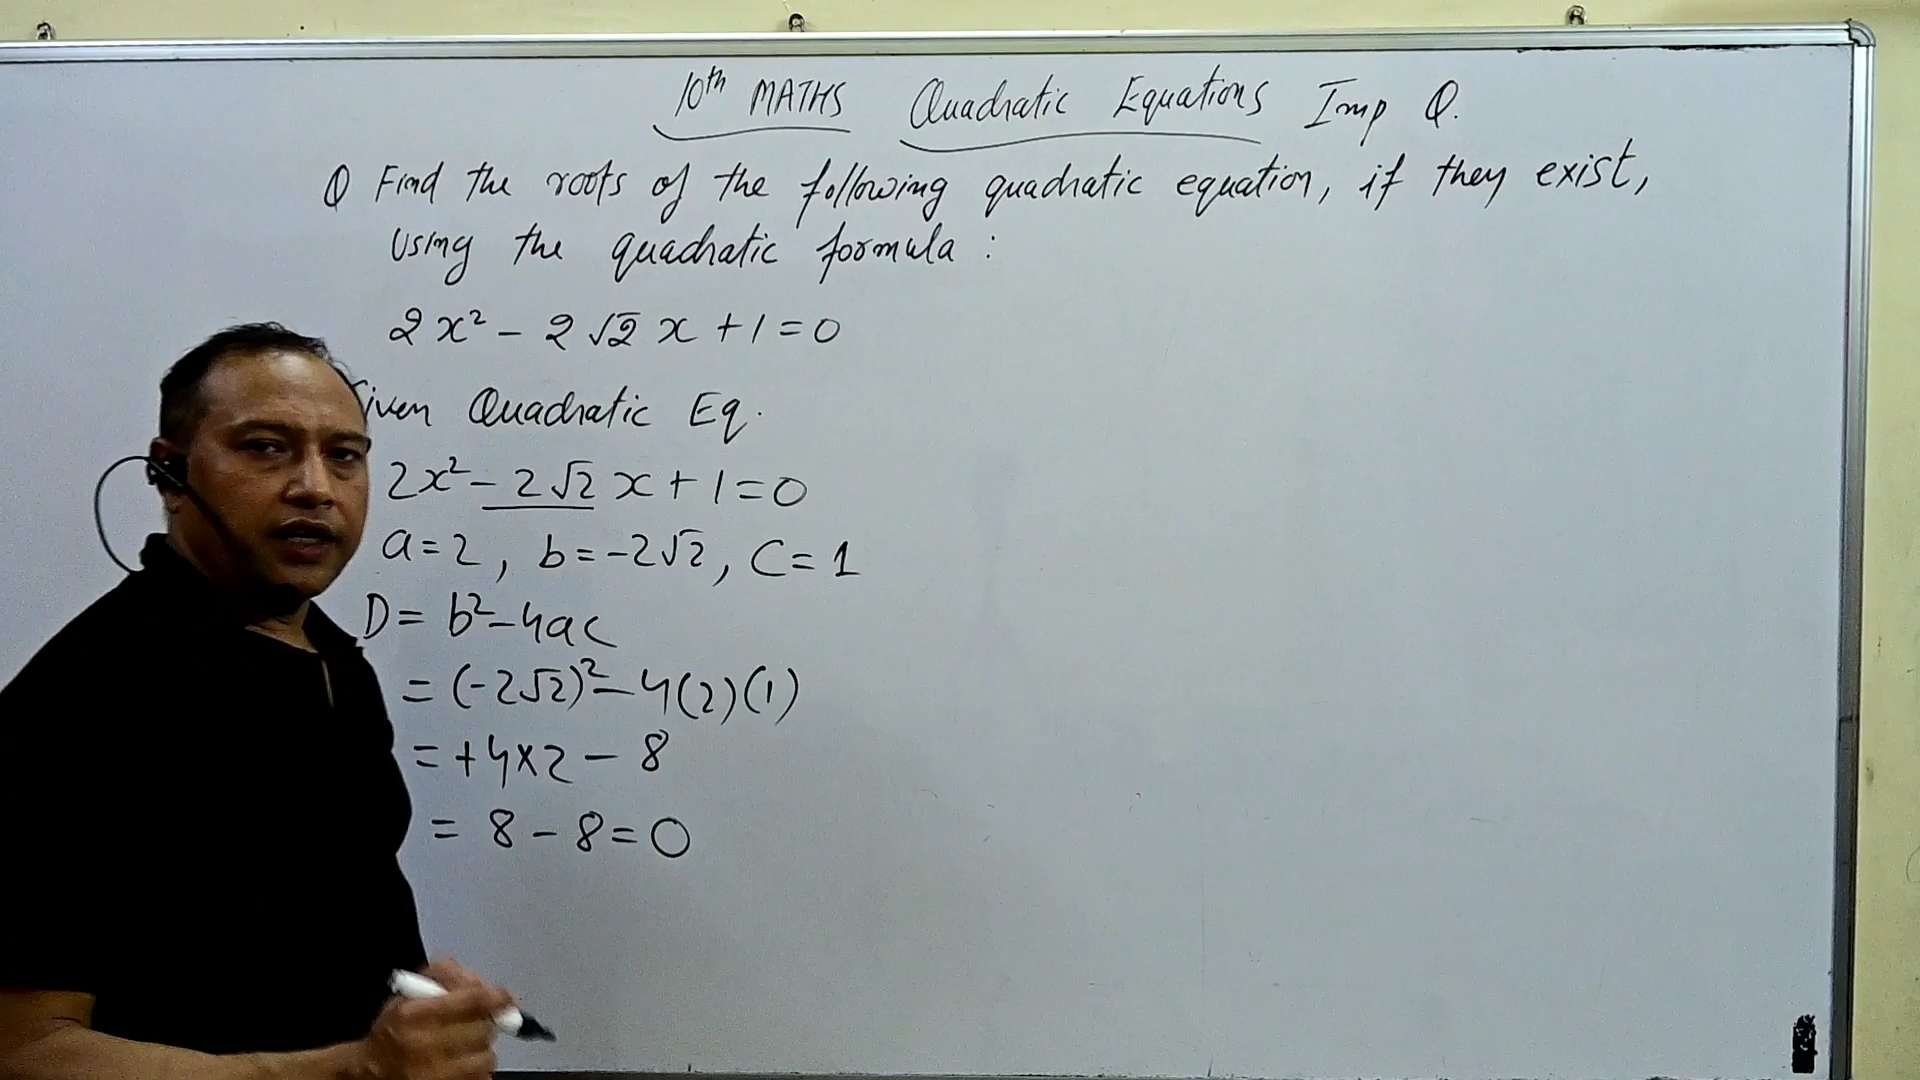 10th MATHS Quadratic Equations Imp Q.
Q Find the roots of the following quadratic equation, if they exist,
using the quadratic formula :
2x² - 2√2 x + 1 = 0
Given Quadratic Eq.
2x² - 2√2 x + 1 = 0
a = 2, b = -2√2, C = 1
D = b² - 4ac
= (-2√2)² - 4(2)(1)
= +4×2 - 8
= 8 - 8 = 0